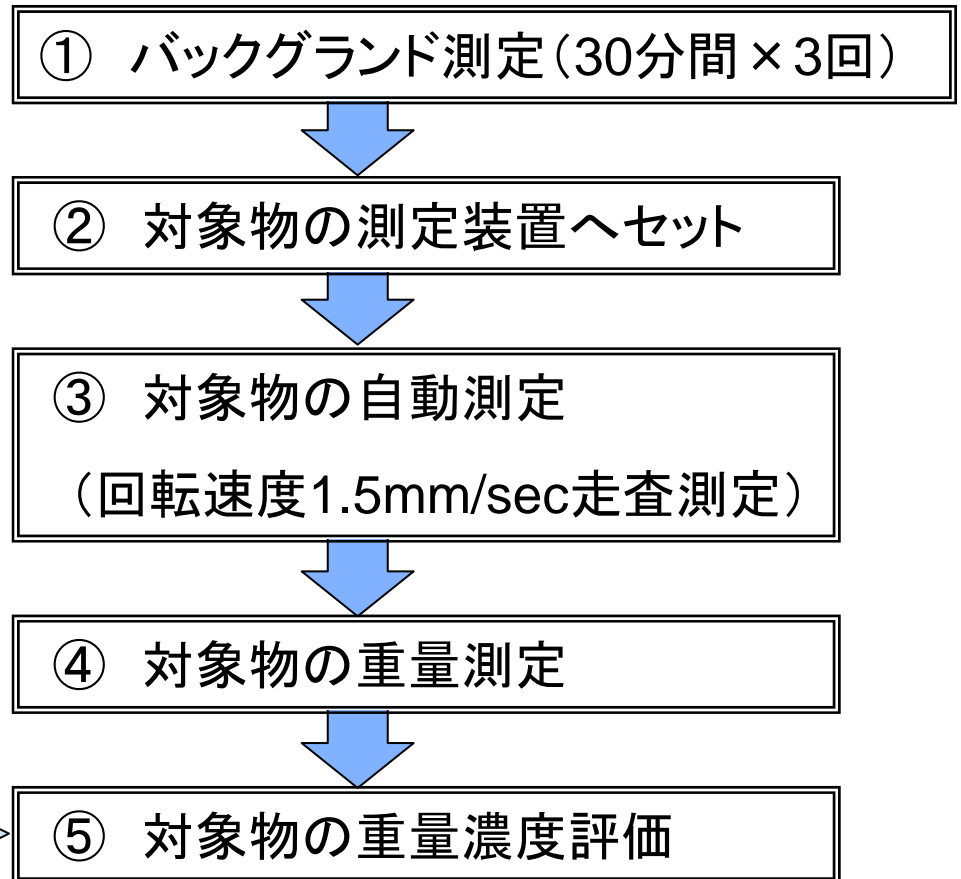 ① バックグランド測定(30分間×3回)
② 対象物の測定装置へセット
③ 対象物の自動測定
(回転速度1.5mm/sec走査測定)
④ 対象物の重量測定
⑤ 対象物の重量濃度評価